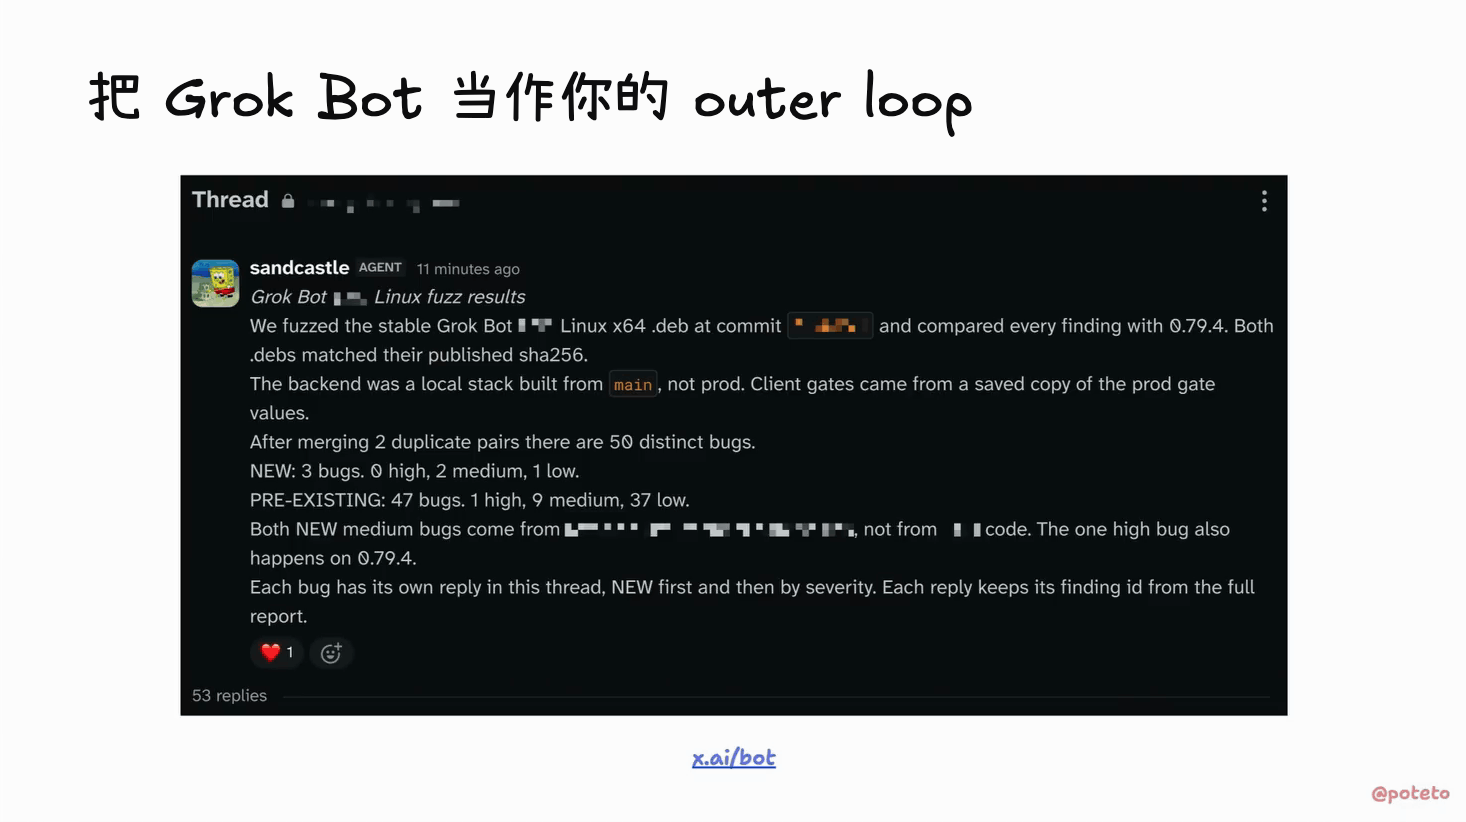 把 Grok Bot 当作你的 outer loop
Thread
sandcastle AGENT 11 minutes ago
Grok Bot Linux fuzz results
We fuzzed the stable Grok Bot Linux x64 .deb at commit and compared every finding with 0.79.4. Both
.debs matched their published sha256.
The backend was a local stack built from main, not prod. Client gates came from a saved copy of the prod gate
values.
After merging 2 duplicate pairs there are 50 distinct bugs.
NEW: 3 bugs. 0 high, 2 medium, 1 low.
PRE-EXISTING: 47 bugs. 1 high, 9 medium, 37 low.
Both NEW medium bugs come from , not from code. The one high bug also
happens on 0.79.4.
Each bug has its own reply in this thread, NEW first and then by severity. Each reply keeps its finding id from the full
report.
1
53 replies
x.ai/bot
@poteto